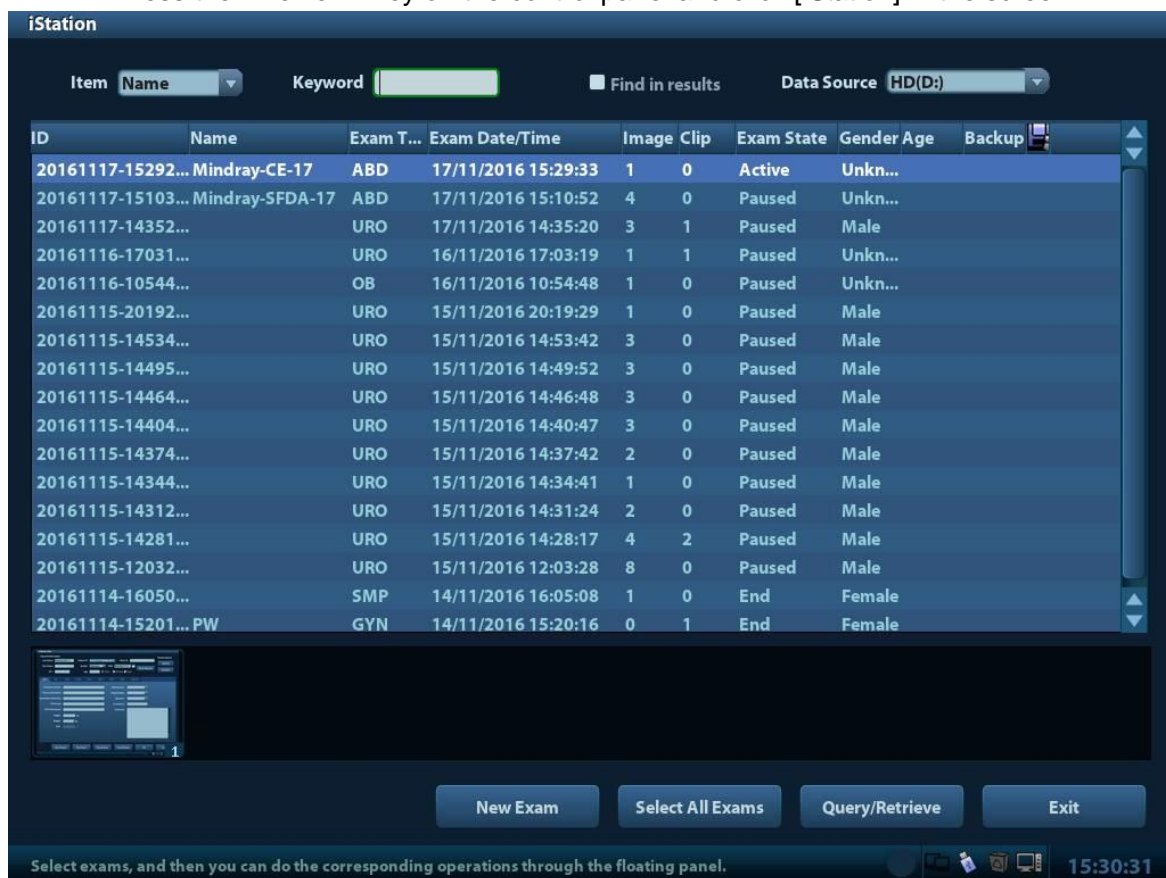 iStation
Item Name Keyword Find in results Data Source HD(D:)
ID Name Exam T... Exam Date/Time Image Clip Exam State Gender Age Backup
20161117-15292... Mindray-CE-17 ABD 17/11/2016 15:29:33 1 0 Active Unkn...
20161117-15103... Mindray-SFDA-17 ABD 17/11/2016 15:10:52 4 0 Paused Unkn...
20161117-14352... URO 17/11/2016 14:35:20 3 1 Paused Male
20161116-17031... URO 16/11/2016 17:03:19 1 1 Paused Unkn...
20161116-10544... OB 16/11/2016 10:54:48 1 0 Paused Unkn...
20161115-20192... URO 15/11/2016 20:19:29 1 0 Paused Male
20161115-14534... URO 15/11/2016 14:53:42 3 0 Paused Male
20161115-14495... URO 15/11/2016 14:49:52 3 0 Paused Male
20161115-14464... URO 15/11/2016 14:46:48 3 0 Paused Male
20161115-14404... URO 15/11/2016 14:40:47 3 0 Paused Male
20161115-14374... URO 15/11/2016 14:37:42 2 0 Paused Male
20161115-14344... URO 15/11/2016 14:34:41 1 0 Paused Male
20161115-14312... URO 15/11/2016 14:31:24 2 0 Paused Male
20161115-14281... URO 15/11/2016 14:28:17 4 2 Paused Male
20161115-12032... URO 15/11/2016 12:03:28 8 0 Paused Male
20161114-16050... SMP 14/11/2016 16:05:08 1 0 End Female
20161114-15201... PW GYN 14/11/2016 15:20:16 0 1 End Female
1
New Exam Select All Exams Query/Retrieve Exit
Select exams, and then you can do the corresponding operations through the floating panel. 15:30:31